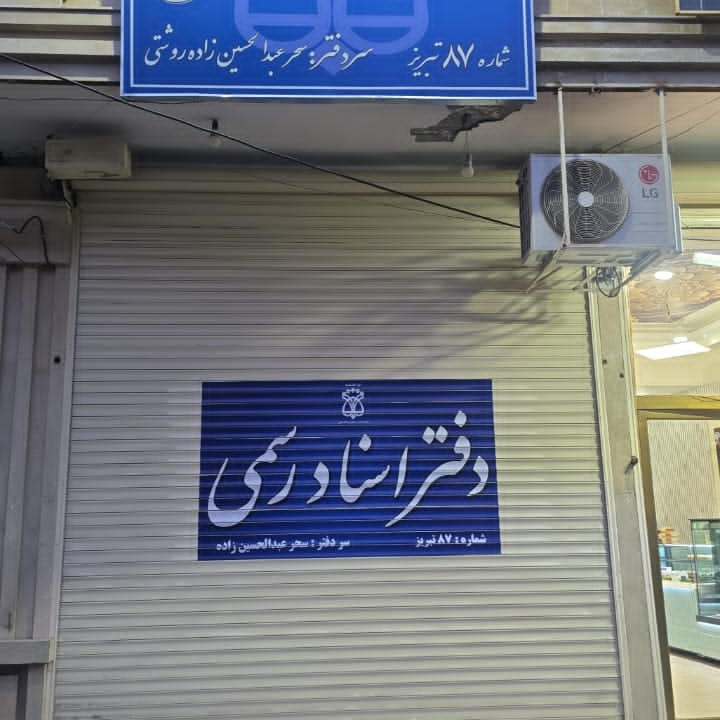 شماره ۸۷ تبریز سردفتر: سحر عبدالحسین زاده روشتی
LG
دفتر اسناد رسمی
شماره: ۸۷ تبریز سر دفتر: سحر عبدالحسین زاده